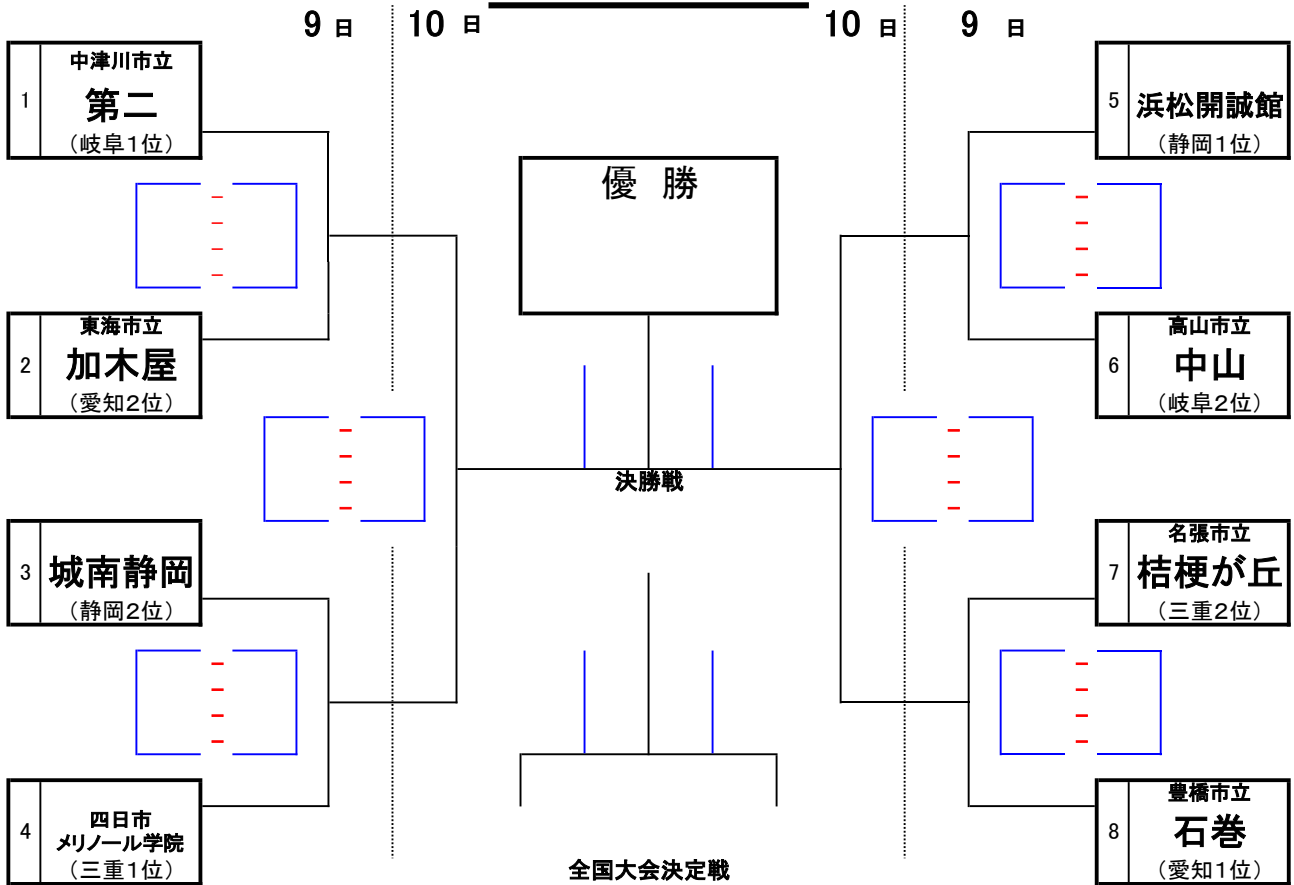 9 日
10 日
10 日
9 日
1
中津川市立
第二
（岐阜1位）
2
東海市立
加木屋
（愛知2位）
3
城南静岡
（静岡2位）
4
四日市
メリノール学院
（三重1位）
優 勝
決勝戦
全国大会決定戦
5
浜松開誠館
（静岡1位）
6
高山市立
中山
（岐阜2位）
7
名張市立
桔梗が丘
（三重2位）
8
豊橋市立
石巻
（愛知1位）